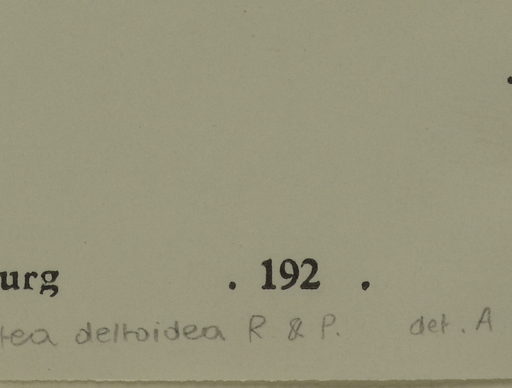 urg . 192 .
tea deltoidea R & P. det. A